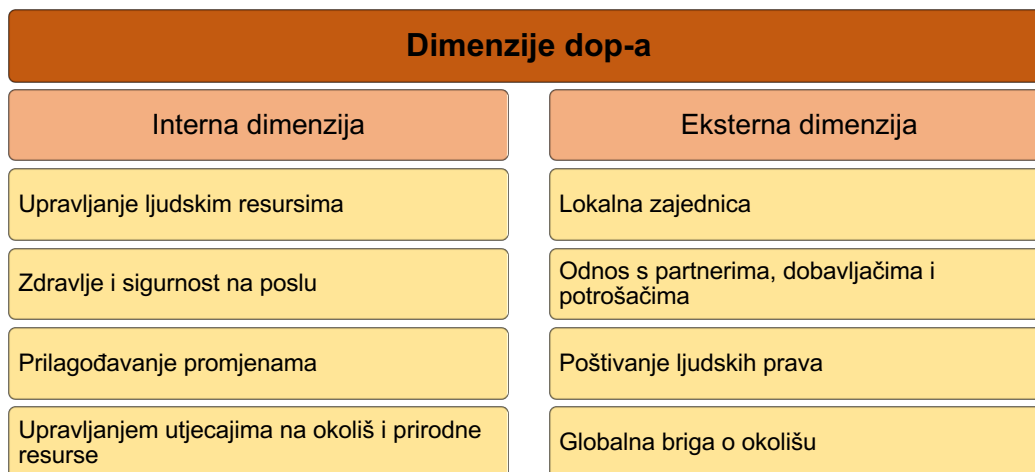 Dimenzije dop-a
Interna dimenzija
Upravljanje ljudskim resursima
Zdravlje i sigurnost na poslu
Prilagođavanje promjenama
Upravljanjem utjecajima na okoliš i prirodne
resurse
Eksterna dimenzija
Lokalna zajednica
Odnos s partnerima, dobavljačima i
potrošačima
Poštivanje ljudskih prava
Globalna briga o okolišu